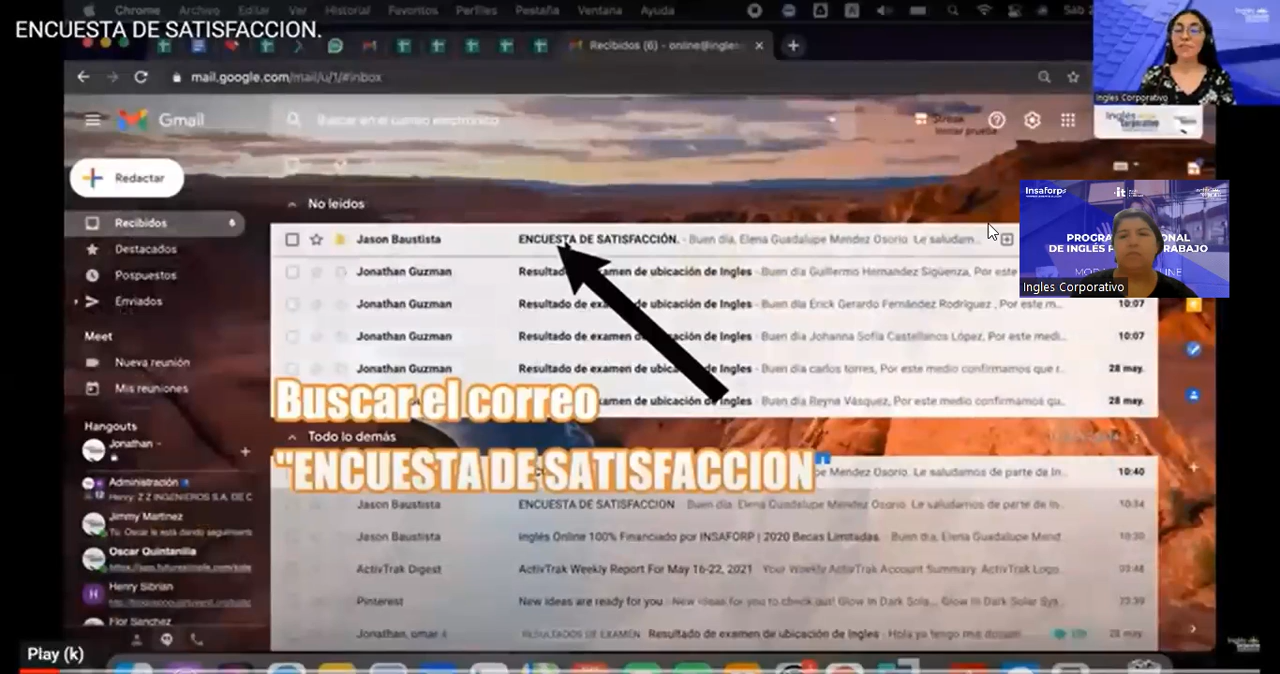 Chrome Archivo Editar Ver Historial Favoritos Perfiles Pestaña Ventana Ayuda
ENCUESTA DE SATISFACCION.
Recibidos (6) - online@ingles
mail.google.com/mail/u/1/#inbox
Ingles Corporativo
Gmail
Buscar en el correo electrónico
Redactar
No leídos
Insaforp
Recibidos 6
Jason Baustista ENCUESTA DE SATISFACCIÓN. - Buen día, Elena Guadalupe Mendez Osorio. Le saludam...
Destacados
Jonathan Guzman Resultado examen de ubicación de Ingles - Buen día Guillermo Hernandez Sigüenza, Por este
Pospuestos
Ingles Corporativo
Enviados
Jonathan Guzman Resultado de exa de ubicación de Ingles - Buen día Erick Gerardo Fernández Rodriguez , Por este m... 10:07
Meet
Jonathan Guzman Resultado de examen ubicación de Ingles - Buen día Johanna Sofía Castellanos López, Por este medi... 10:07
Nueva reunión
Jonathan Guzman Resultado de examen de ubica de Ingles - Buen día carlos torres, Por este medio confirmamos que r... 28 may.
Mis reuniones
Buscar el correo
amen de ubicación de Ingles - Buen día Reyna Vásquez, Por este medio confirmamos qu... 28 may.
Hangouts
Jonathan
Todo lo demás
"ENCUESTA DE SATISFACCION
Mendez Osorio. Le saludamos de parte de In... 10:40
Administración
Henry: Z Z INGENIEROS S.A. DE C
Jason Baustista ENCUESTA DE SATISFACCION Buen día, Elena Guadalupe Mendez Osorio. Le saludamos de parte de In... 10:34
Jimmy Martinez
Jason Baustista Inglés Online 100% Financiado por INSAFORP | 2020 Becas Limitadas. Buen día, Elena Guadalupe Mend 10:30
Oscar Quintanilla
ActivTrak Digest ActivTrak Weekly Report For May 16-22, 2021 Your Weekly ActivTrak Account Summary. ActivTrak Logo
Henry Sibrian
Pinterest New ideas are ready for you - New ideas for you to check out! Glow In Dark Sola... Glow In Dark Solar Sys...
Flor Sanchez
Jonathan, omar 4 RESULTADOS DE EXAMEN Resultado de examen de ubicación de Ingles - Hola yo tengo mis 28 may.
Play (k)